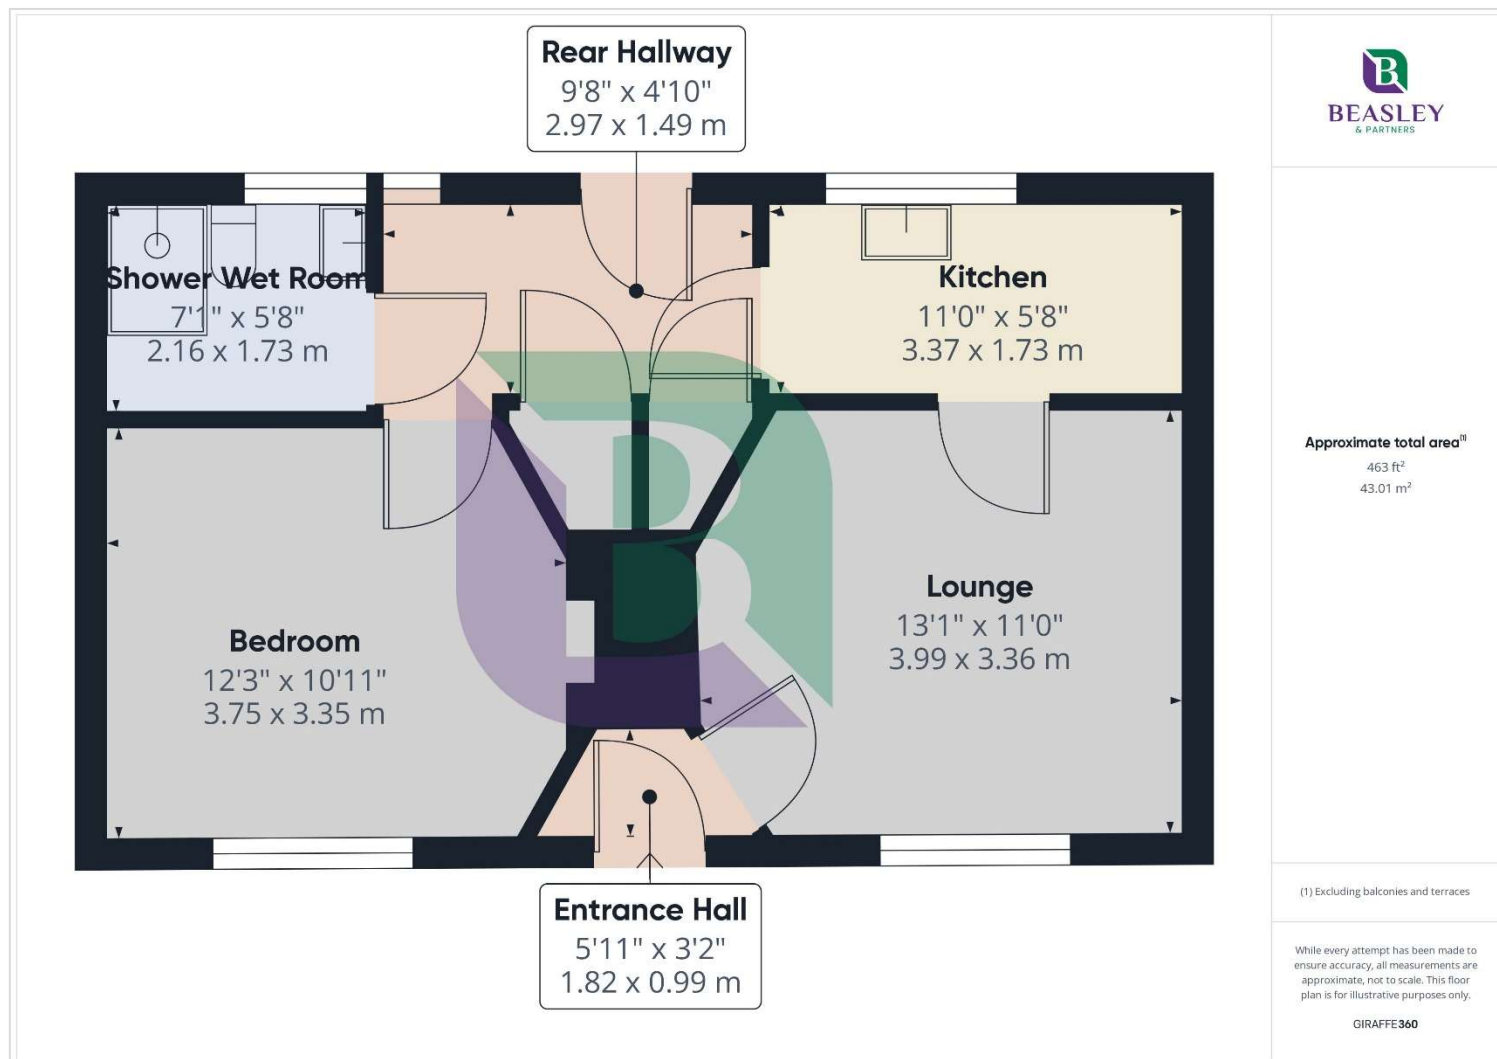 Rear Hallway
9'8" x 4'10"
2.97 x 1.49 m
Shower Wet Room
7'1" x 5'8"
2.16 x 1.73 m
Kitchen
11'0" x 5'8"
3.37 x 1.73 m
Bedroom
12'3" x 10'11"
3.75 x 3.35 m
Lounge
13'1" x 11'0"
3.99 x 3.36 m
Entrance Hall
5'11" x 3'2"
1.82 x 0.99 m
B
BEASLEY
& PARTNERS
Approximate total area(1)
463 ft²
43.01 m²
(1) Excluding balconies and terraces
While every attempt has been made to
ensure accuracy, all measurements are
approximate, not to scale. This floor
plan is for illustrative purposes only.
GIRAFFE360